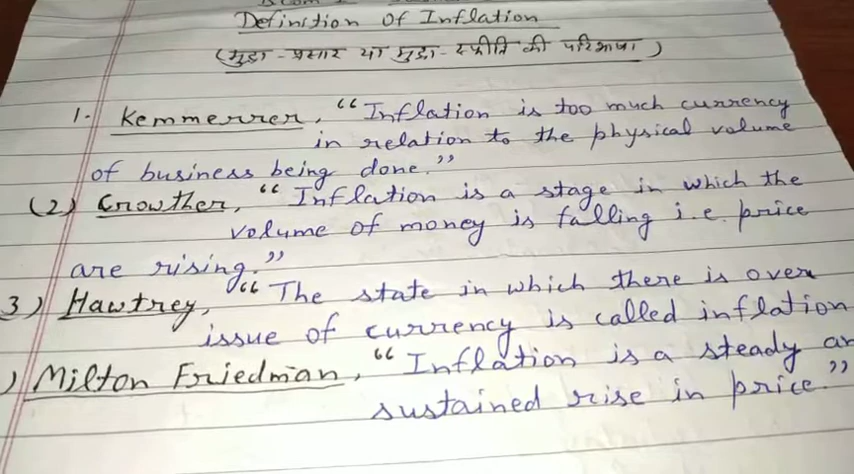 Definition Of Inflation
(मुद्रा - प्रसार या मुद्रा - स्फीति की परिभाषा)
1. Kemmerrer, “Inflation is too much currency
in relation to the physical volume
of business being done.”
(2) Crowther, “Inflation is a stage in which the
volume of money is falling i.e. price
are rising.”
3) Hawtrey, “The state in which there is over
issue of currency is called inflation
) Milton Friedman, “Inflation is a steady an
sustained rise in price.”